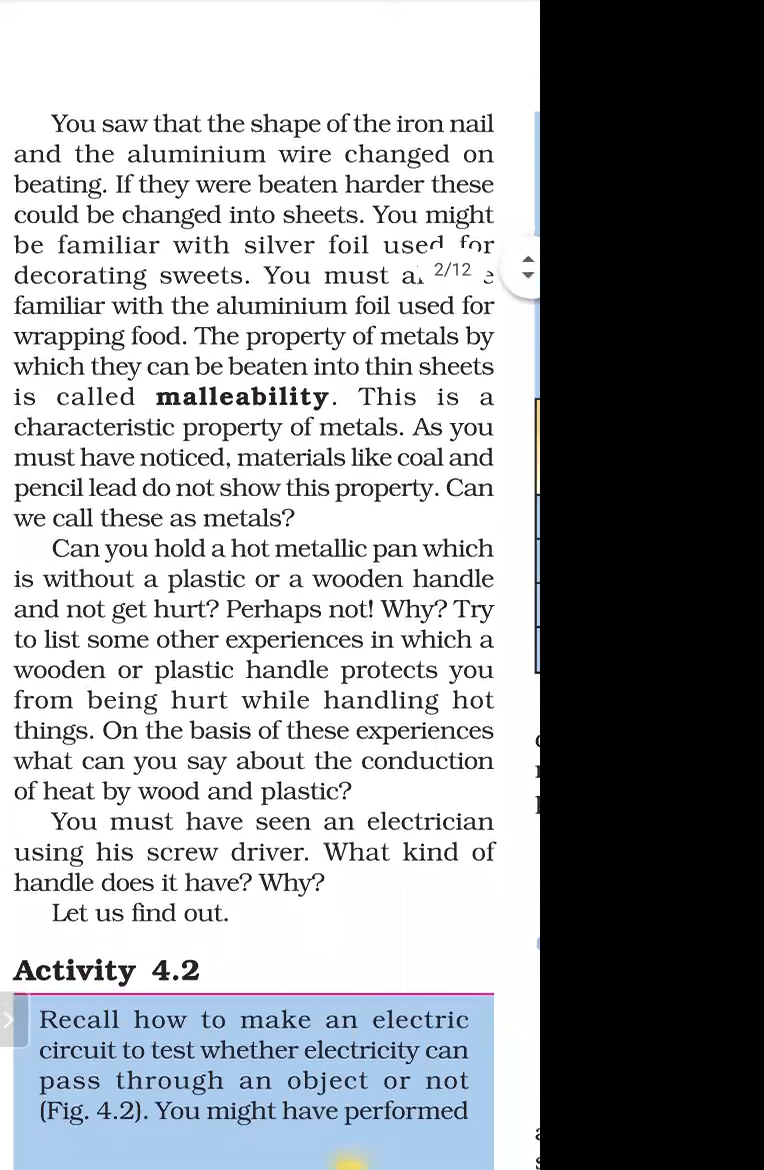 You saw that the shape of the iron nail
and the aluminium wire changed on
beating. If they were beaten harder these
could be changed into sheets. You might
be familiar with silver foil used for
decorating sweets. You must
2/12
familiar with the aluminium foil used for
wrapping food. The property of metals by
which they can be beaten into thin sheets
is called malleability. This is a
characteristic property of metals. As you
must have noticed, materials like coal and
pencil lead do not show this property. Can
we call these as metals?
Can you hold a hot metallic pan which
is without a plastic or a wooden handle
and not get hurt? Perhaps not! Why? Try
to list some other experiences in which a
wooden or plastic handle protects you
from being hurt while handling hot
things. On the basis of these experiences
what can you say about the conduction
of heat by wood and plastic?
You must have seen an electrician
using his screw driver. What kind of
handle does it have? Why?
Let us find out.
Activity 4.2
Recall how to make an electric
circuit to test whether electricity can
pass through an object or not
(Fig. 4.2). You might have performed